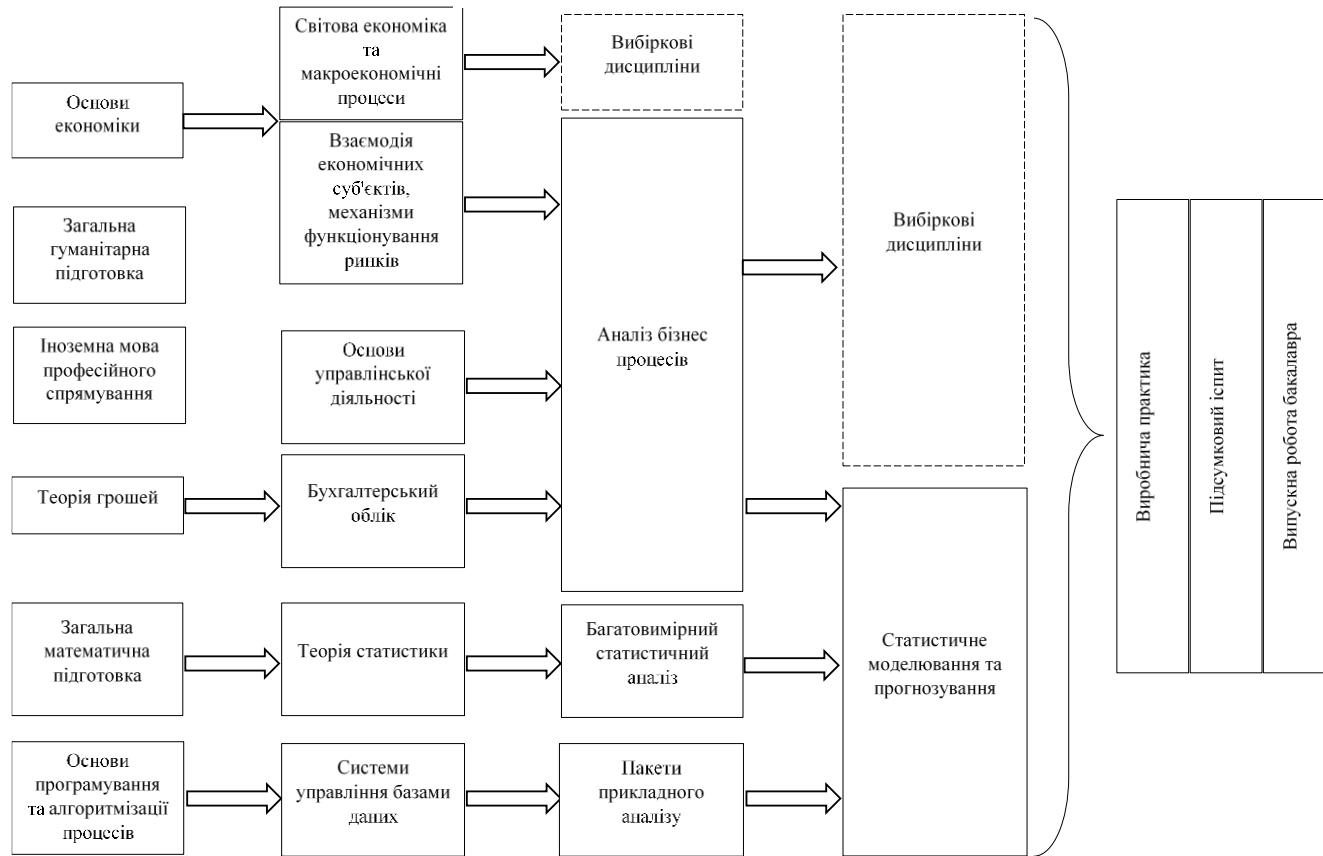 Основи
економіки
Загальна
гуманітарна
підготовка
Іноземна мова
професійного
спрямування
Теорія грошей
Загальна
математична
підготовка
Основи
програмування
та алгоритмізації
процесів
Світова економіка
та
макроекономічні
процеси
Взаємодія
економічних
суб'єктів,
механізми
функціонування
ринків
Основи
управлінської
діяльності
Бухгалтерський
облік
Теорія статистики
Системи
управління базами
даних
Вибіркові
дисципліни
Аналіз бізнес
процесів
Багатовимірний
статистичний
аналіз
Пакети
прикладного
аналізу
Вибіркові
дисципліни
Статистичне
моделювання та
прогнозування
Виробнича практика
Підсумковий іспит
Випускна робота бакалавра